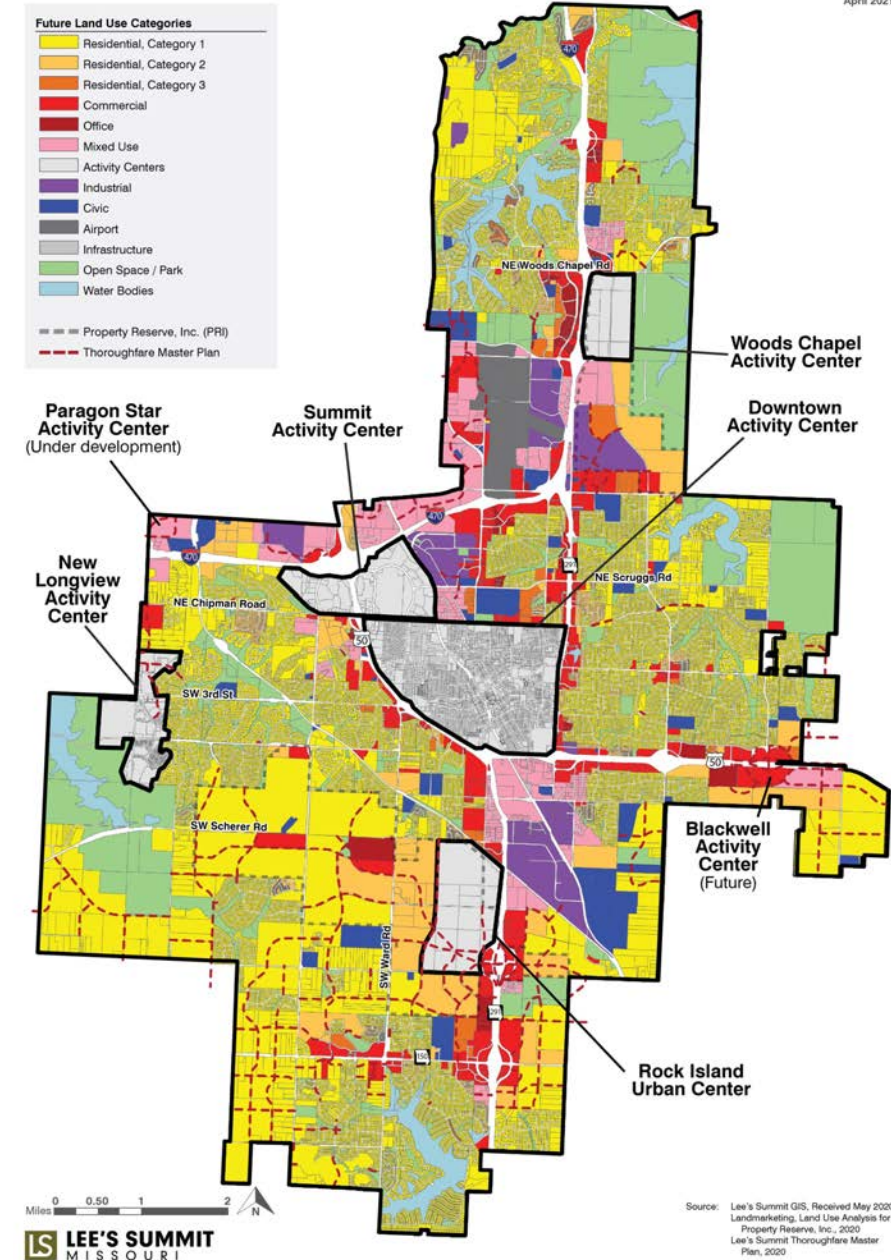 April 2021
Future Land Use Categories
Residential, Category 1
Residential, Category 2
Residential, Category 3
Commercial
Office
Mixed Use
Activity Centers
Industrial
Civic
Airport
Infrastructure
Open Space / Park
Water Bodies
Property Reserve, Inc. (PRI)
Thoroughfare Master Plan
470
NE Woods Chapel Rd
Woods Chapel
Activity Center
Downtown
Activity Center
Summit
Activity Center
Paragon Star
Activity Center
(Under development)
470
470
291
NE Scruggs Rd
New
Longview
Activity
Center
NE Chipman Road
50
SW 3rd St
50
SW Scherer Rd
Blackwell
Activity
Center
(Future)
SW Ward Rd
291
150
Rock Island
Urban Center
Miles 0 0.50 1 2
N
LS LEE'S SUMMIT
MISSOURI
Source: Lee's Summit GIS, Received May 2020
Landmarketing, Land Use Analysis for
Property Reserve, Inc., 2020
Lee's Summit Thoroughfare Master
Plan, 2020